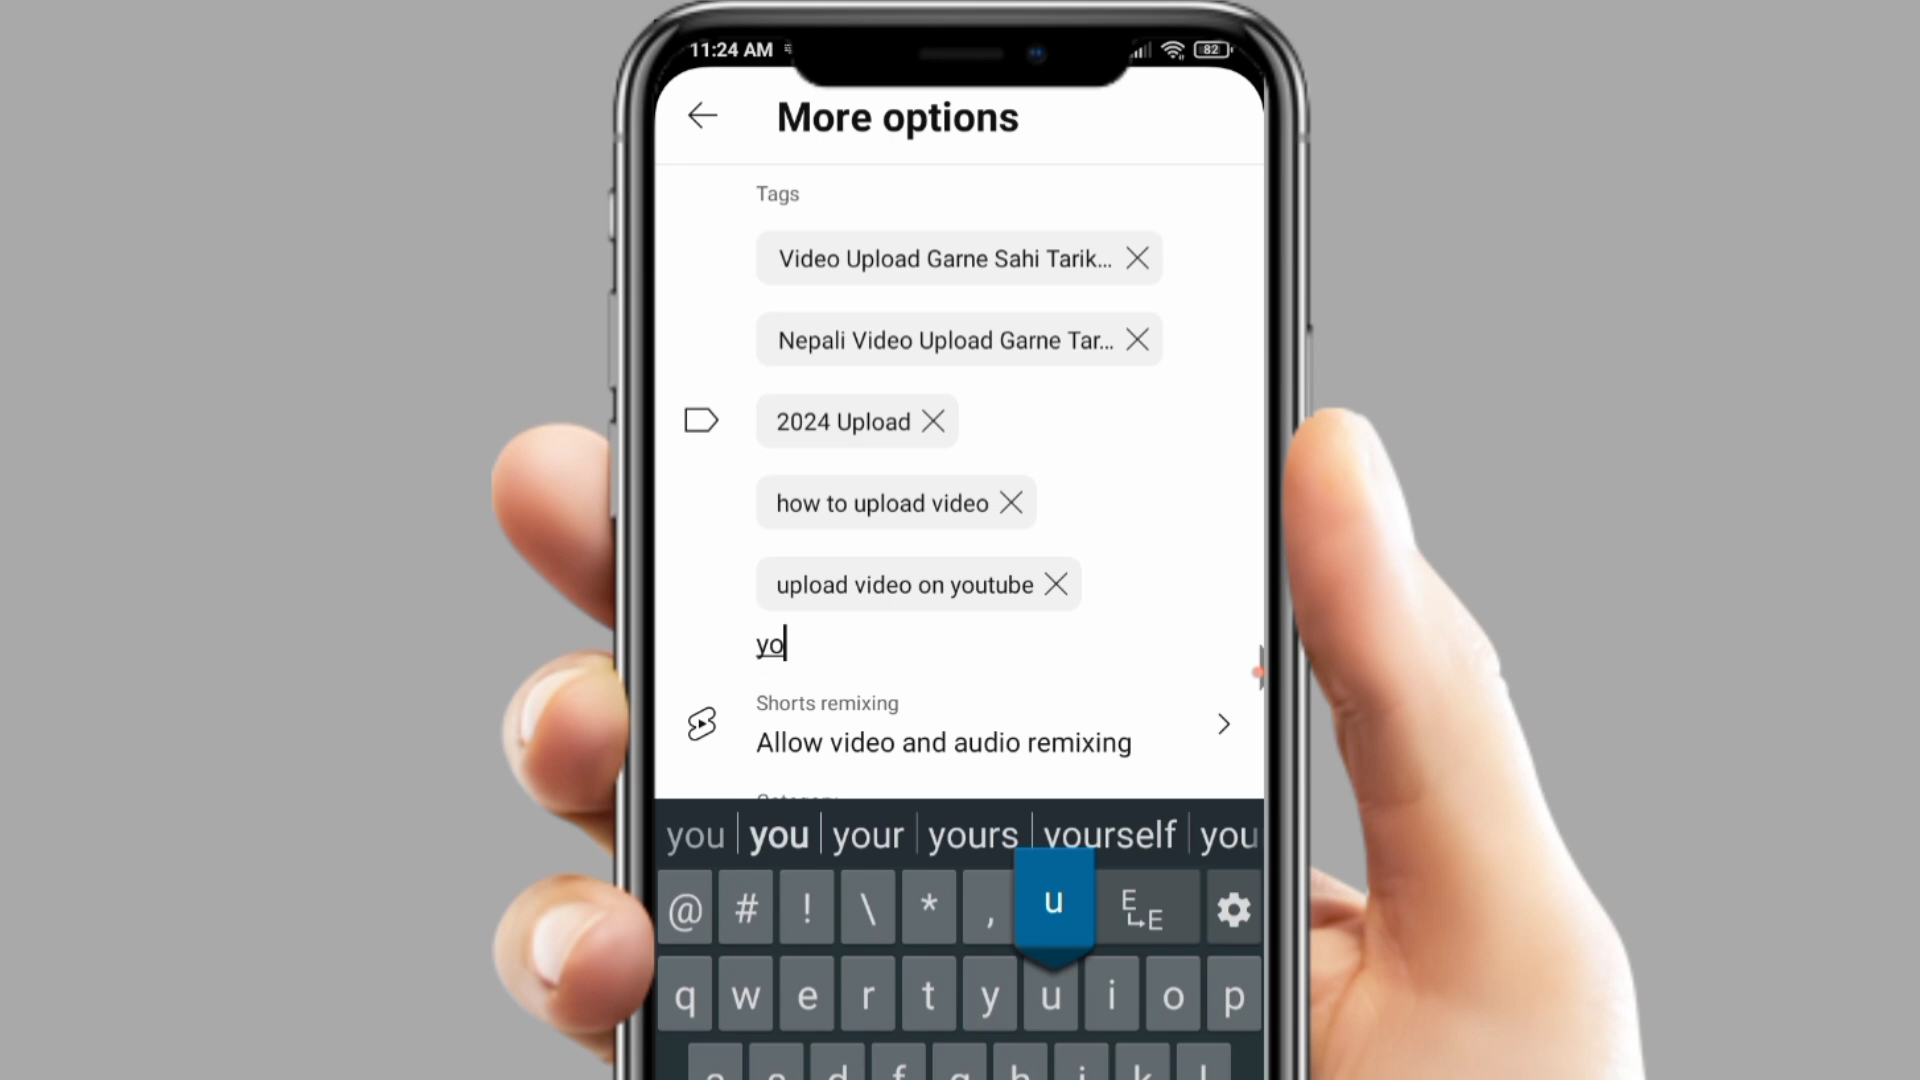 11:24 AM
82
More options
Tags
Video Upload Garne Sahi Tarik...
Nepali Video Upload Garne Tar...
2024 Upload
how to upload video
upload video on youtube
yo
Shorts remixing
Allow video and audio remixing
Category
you you your yours yourself you
@ # ! \ * , u E E
q w e r t y u i o p
a s d f g h j k l